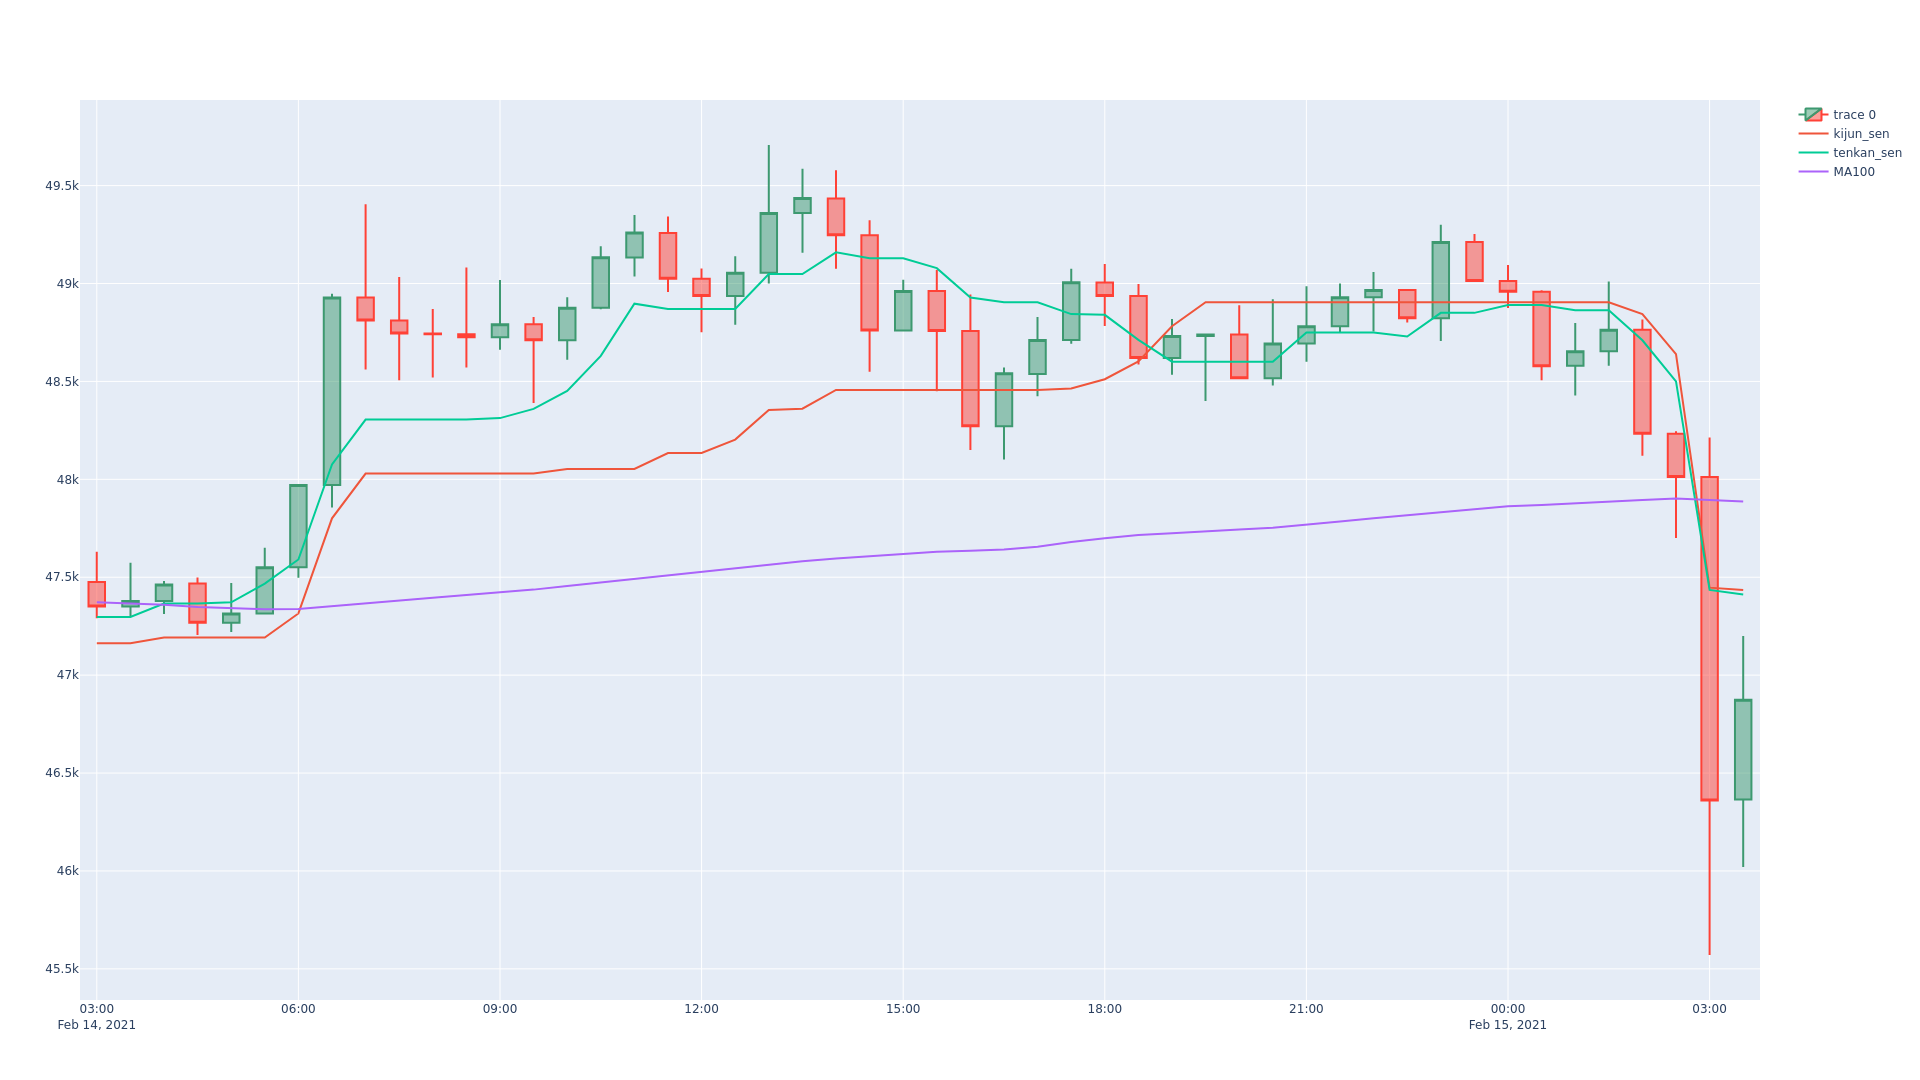 trace 0
kijun_sen
tenkan_sen
MA100
49.5k
49k
48.5k
48k
47.5k
47k
46.5k
46k
45.5k
03:00 06:00 09:00 12:00 15:00 18:00 21:00 00:00 03:00
Feb 14, 2021 Feb 15, 2021